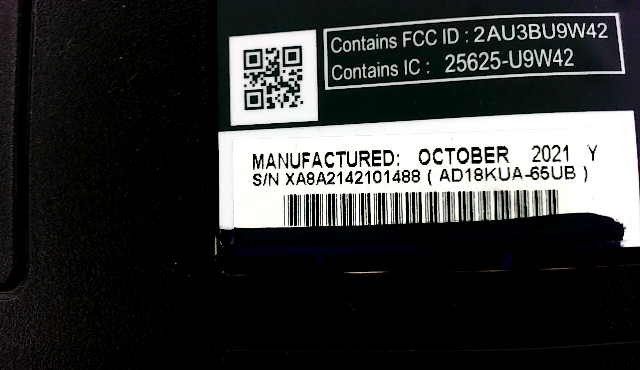 Contains FCC ID : 2AU3BU9W42
Contains IC : 25625-U9W42
MANUFACTURED: OCTOBER 2021 Y
S/N XA8A2142101488 ( AD18KUA-65UB )